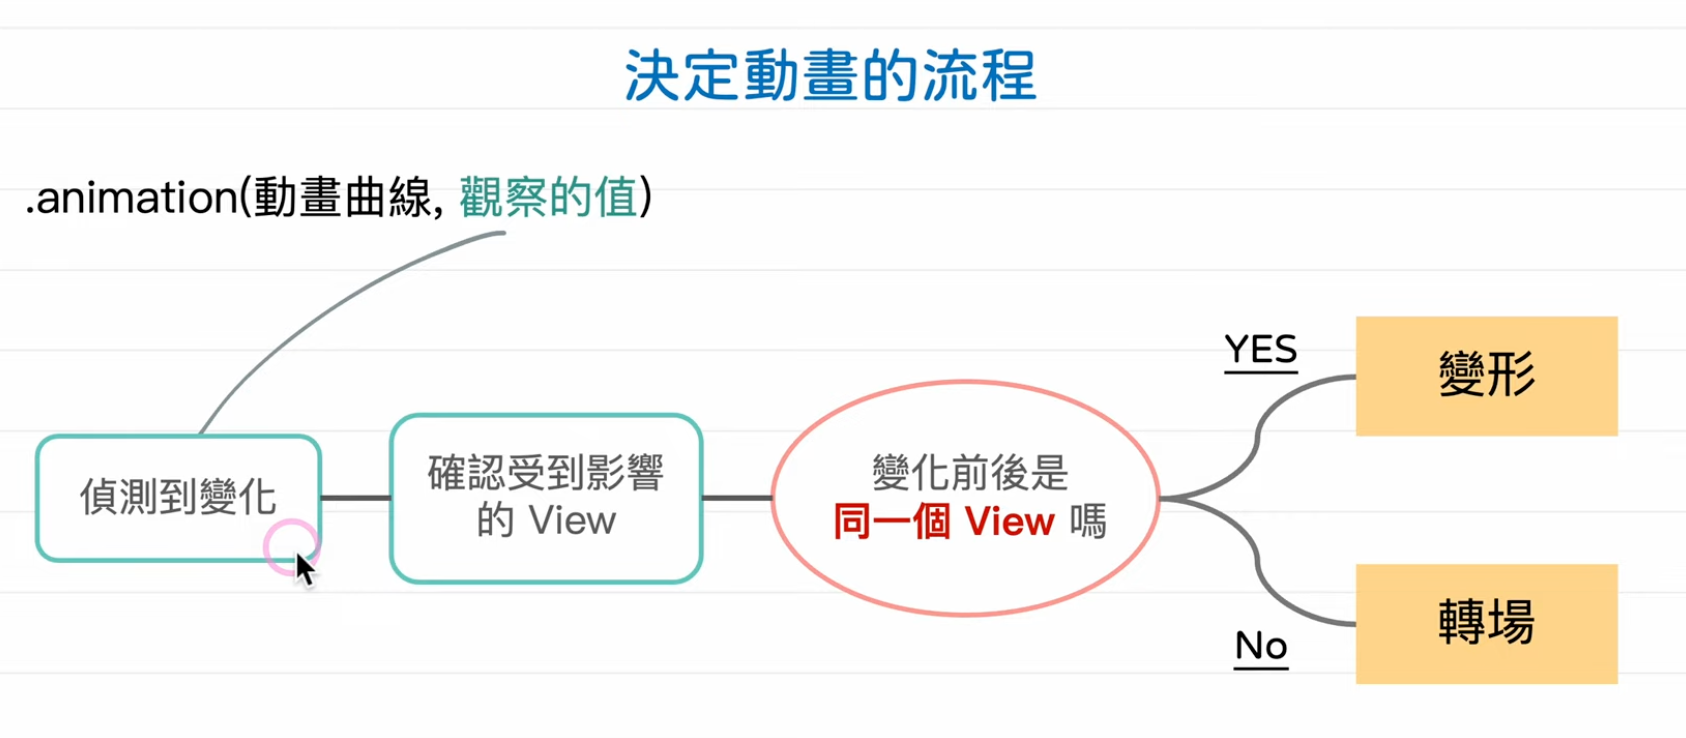 決定動畫的流程
.animation(動畫曲線, 觀察的值)
偵測到變化
確認受到影響
的 View
變化前後是
同一個 View 嗎
YES
變形
No
轉場